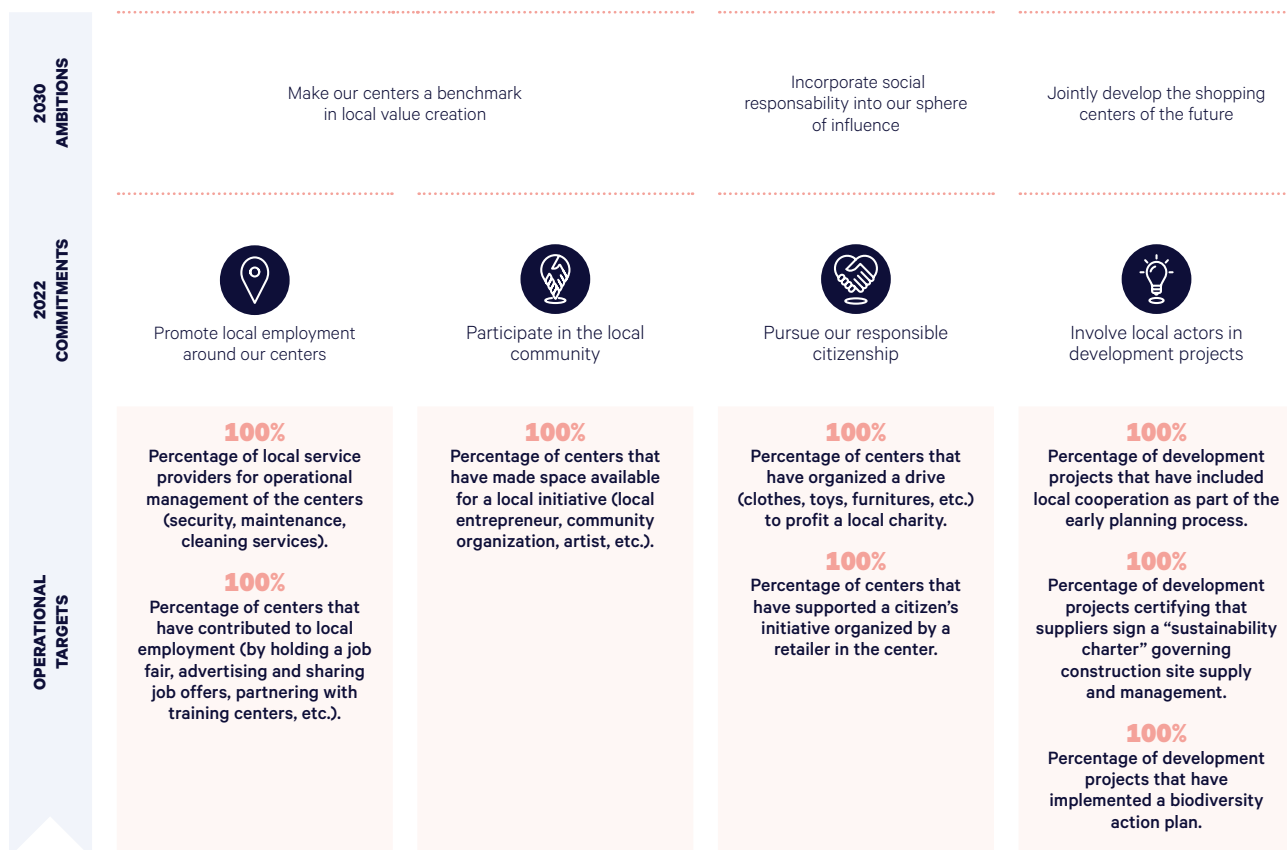 2030
AMBITIONS
Make our centers a benchmark
in local value creation
Incorporate social
responsability into our sphere
of influence
Jointly develop the shopping
centers of the future
2022
COMMITMENTS
Promote local employment
around our centers
Participate in the local
community
Pursue our responsible
citizenship
Involve local actors in
development projects
OPERATIONAL
TARGETS
100%
Percentage of local service
providers for operational
management of the centers
(security, maintenance,
cleaning services).
100%
Percentage of centers that
have contributed to local
employment (by holding a job
fair, advertising and sharing
job offers, partnering with
training centers, etc.).
100%
Percentage of centers that
have made space available
for a local initiative (local
entrepreneur, community
organization, artist, etc.).
100%
Percentage of centers that
have organized a drive
(clothes, toys, furnitures, etc.)
to profit a local charity.
100%
Percentage of centers that
have supported a citizen’s
initiative organized by a
retailer in the center.
100%
Percentage of development
projects that have included
local cooperation as part of the
early planning process.
100%
Percentage of development
projects certifying that
suppliers sign a “sustainability
charter” governing
construction site supply
and management.
100%
Percentage of development
projects that have
implemented a biodiversity
action plan.